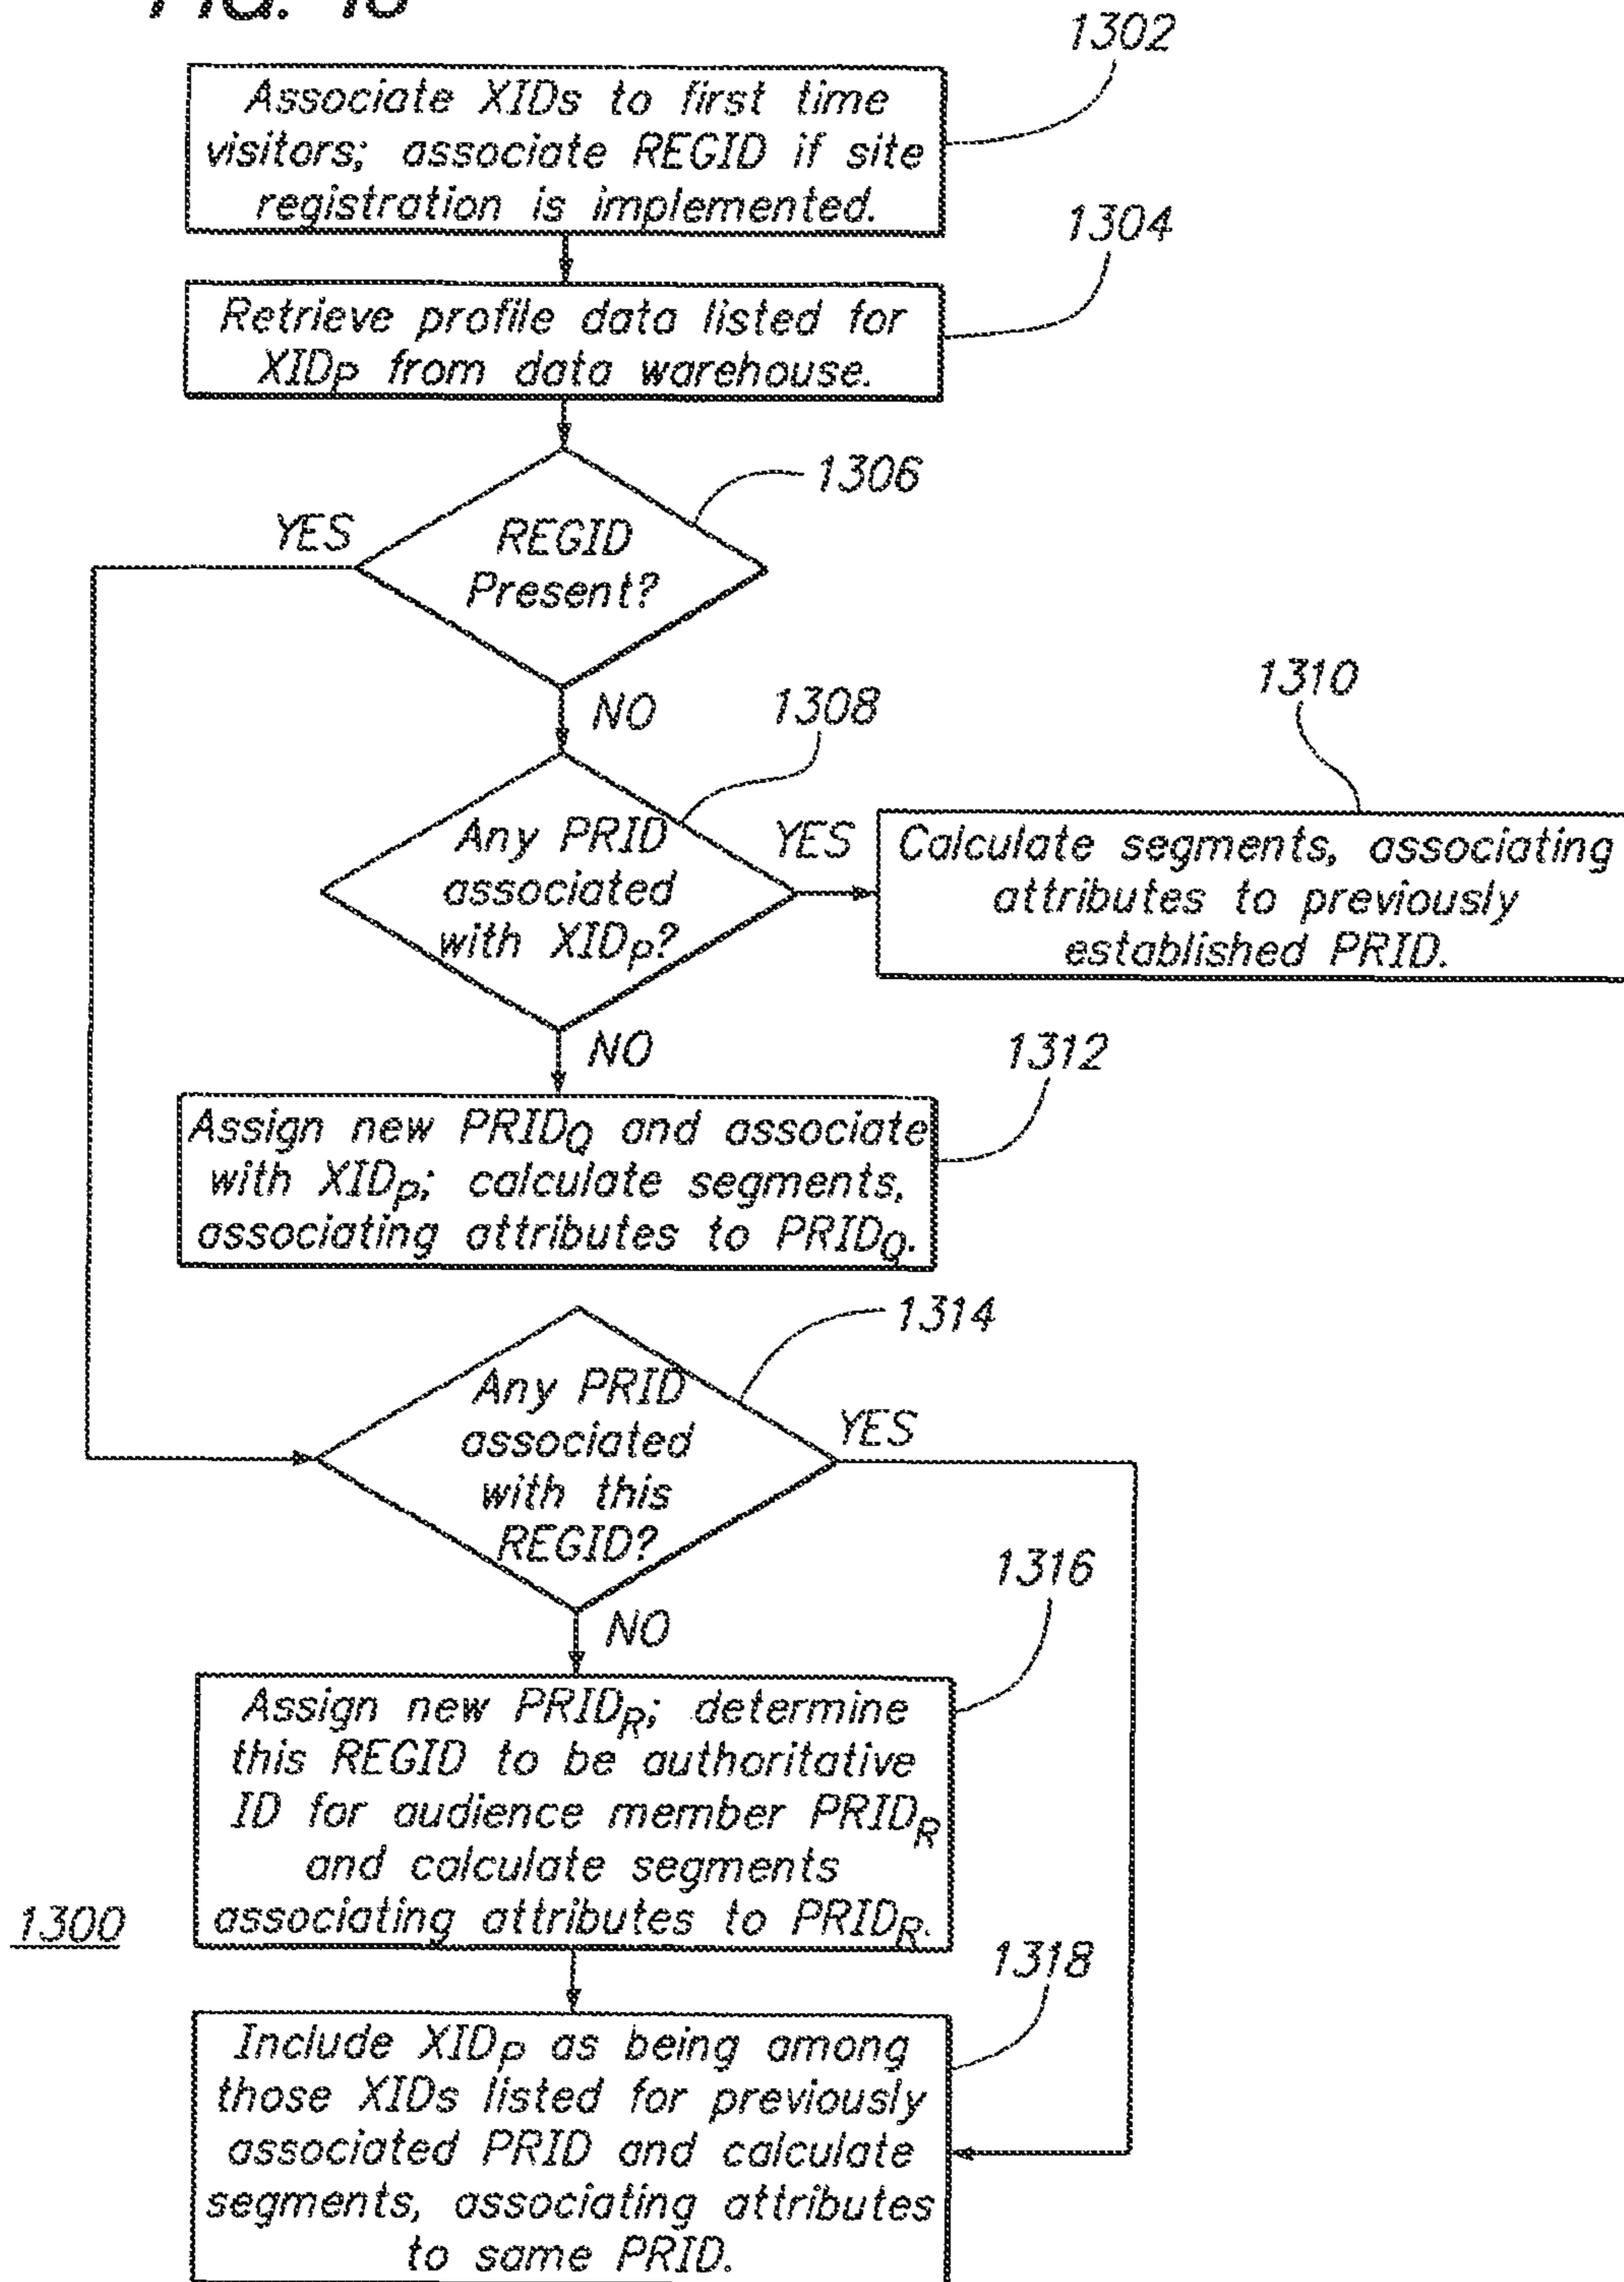 FIG. 13
1302
Associate XIDs to first time
visitors; associate REGID if site
registration is implemented.
1304
Retrieve profile data listed for
XIDP from data warehouse.
1306
YES
REGID
Present?
NO
1308
1310
Any PRID
associated
with XIDP?
YES
Calculate segments, associating
attributes to previously
established PRID.
NO
1312
Assign new PRIDQ and associate
with XIDP; calculate segments,
associating attributes to PRIDQ.
1314
Any PRID
associated
with this
REGID?
YES
NO
1316
Assign new PRIDR; determine
this REGID to be authoritative
ID for audience member PRIDR
and calculate segments
associating attributes to PRIDR.
1300
1318
Include XIDP as being among
those XIDs listed for previously
associated PRID and calculate
segments, associating attributes
to same PRID.